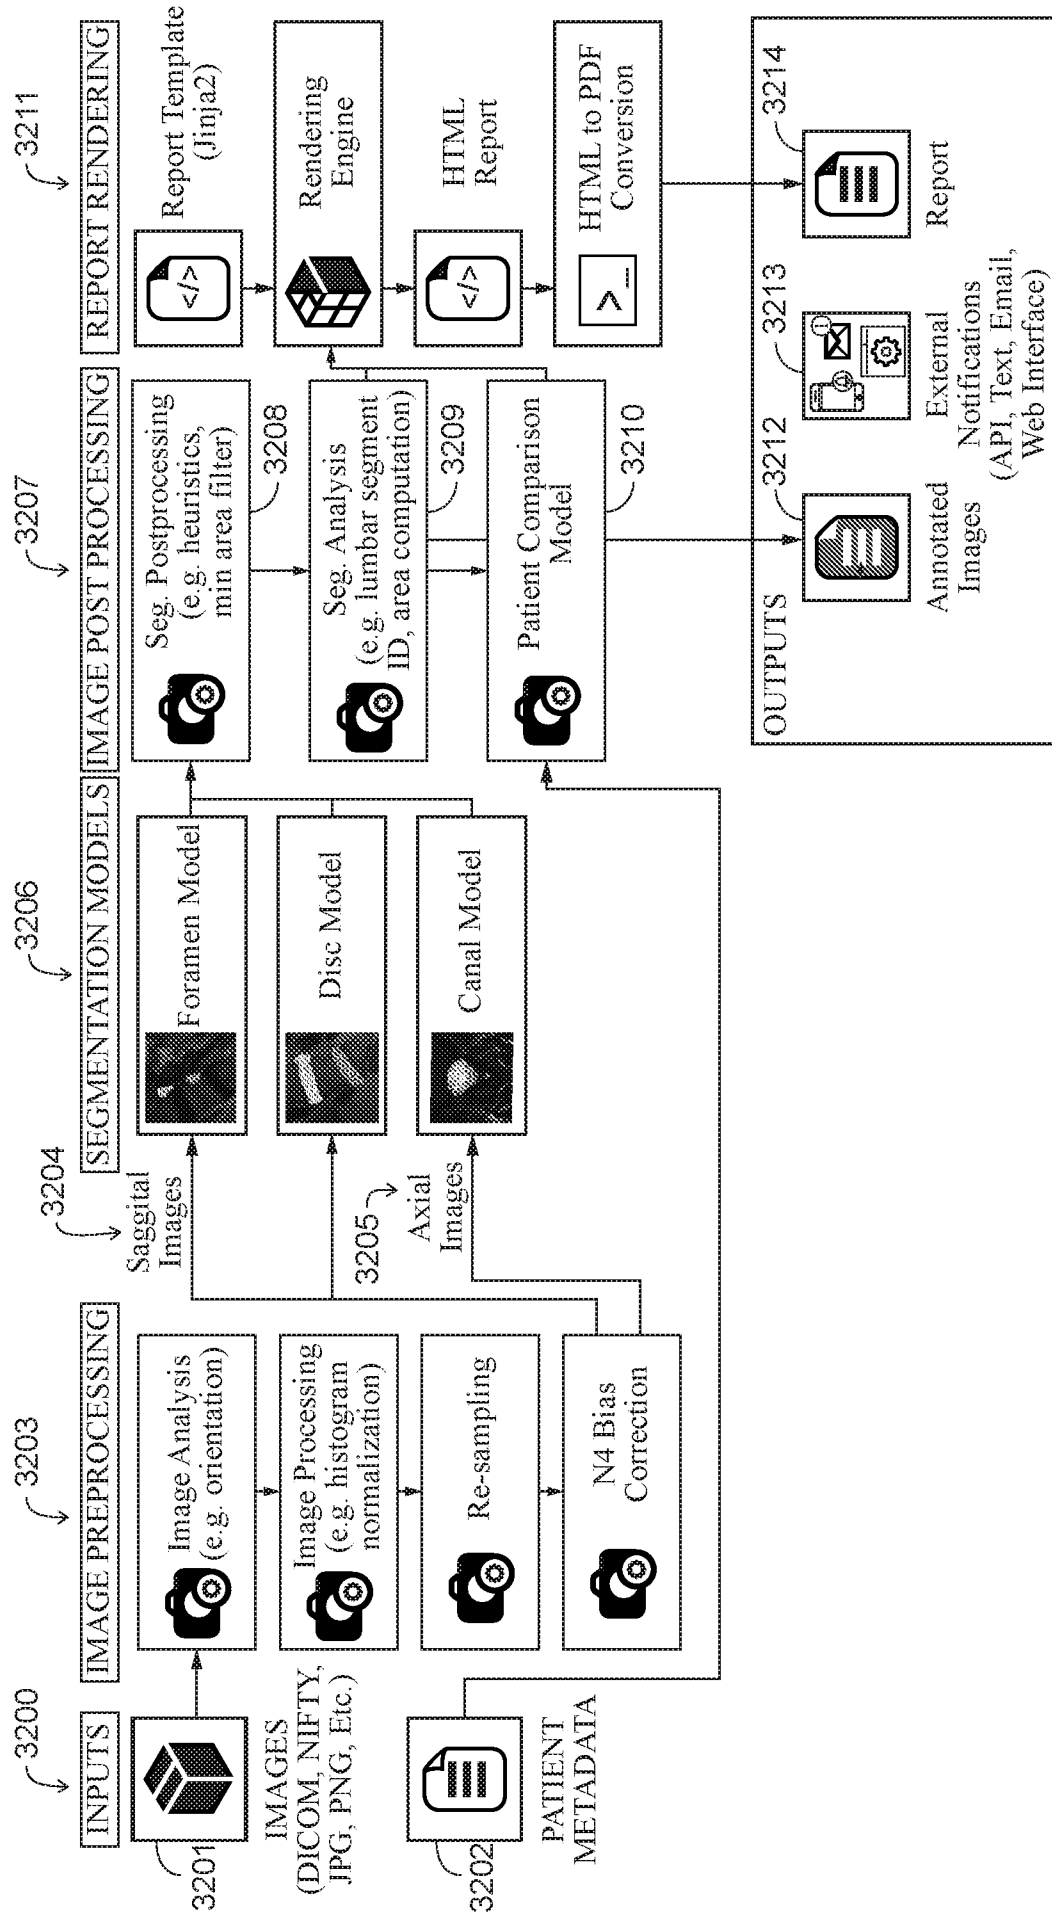 3200
INPUTS
3201
IMAGES
(DICOM, NIFTY,
JPG, PNG, Etc.)
3202
PATIENT
METADATA
3203
IMAGE PREPROCESSING
Image Analysis
(e.g. orientation)
Image Processing
(e.g. histogram
normalization)
Re-sampling
N4 Bias
Correction
3204
Saggital
Images
3205
Axial
Images
3206
SEGMENTATION MODELS
Foramen Model
Disc Model
Canal Model
3207
IMAGE POST PROCESSING
Seg. Postprocessing
(e.g. heuristics,
min area filter)
3208
Seg. Analysis
(e.g. lumbar segment
ID, area computation)
3209
Patient Comparison
Model
3210
3211
REPORT RENDERING
Report Template
(Jinja2)
</>
Rendering
Engine
HTML
Report
</>
HTML to PDF
Conversion
>_
OUTPUTS
3212
Annotated
Images
3213
External
Notifications
(API, Text, Email,
Web Interface)
3214
Report